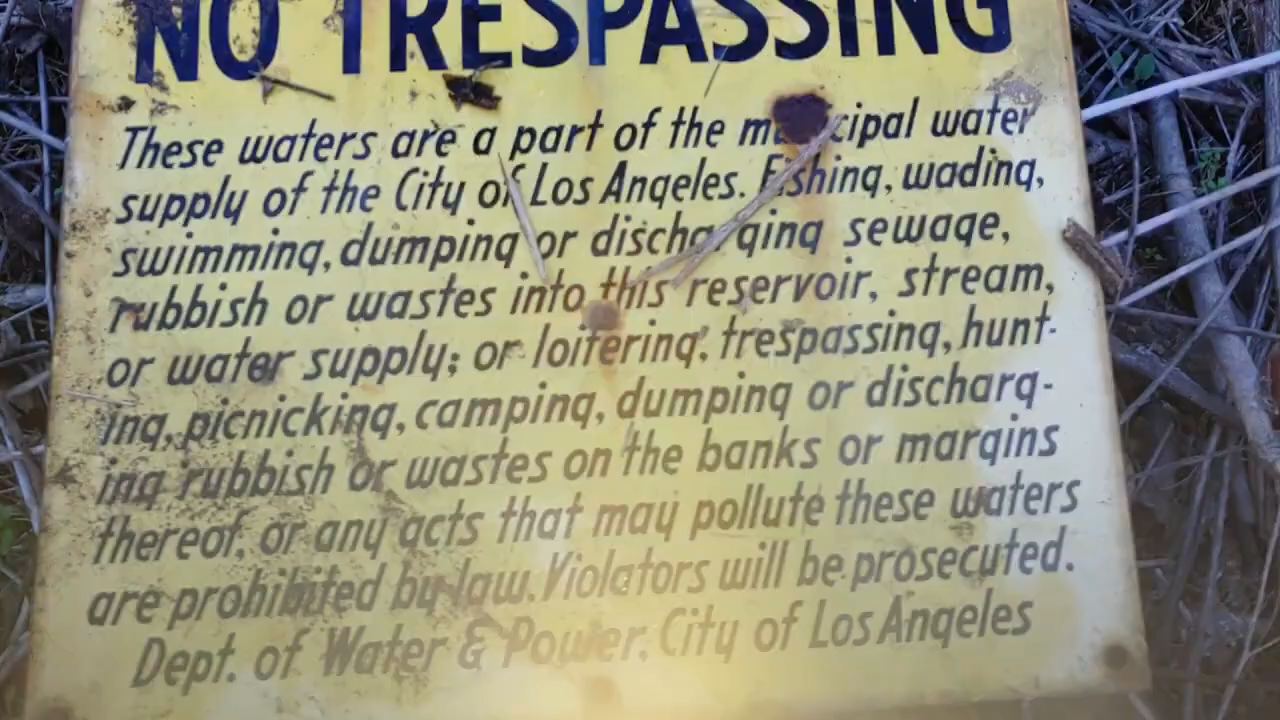 NO TRESPASSING
These waters are a part of the municipal water
supply of the City of Los Angeles. Fishing, wading,
swimming, dumping or discharging sewage,
rubbish or wastes into this reservoir, stream,
or water supply; or loitering, trespassing, hunt-
ing, picnicking, camping, dumping or discharg-
ing rubbish or wastes on the banks or margins
thereof, or any acts that may pollute these waters
are prohibited by law. Violators will be prosecuted.
Dept. of Water & Power, City of Los Angeles